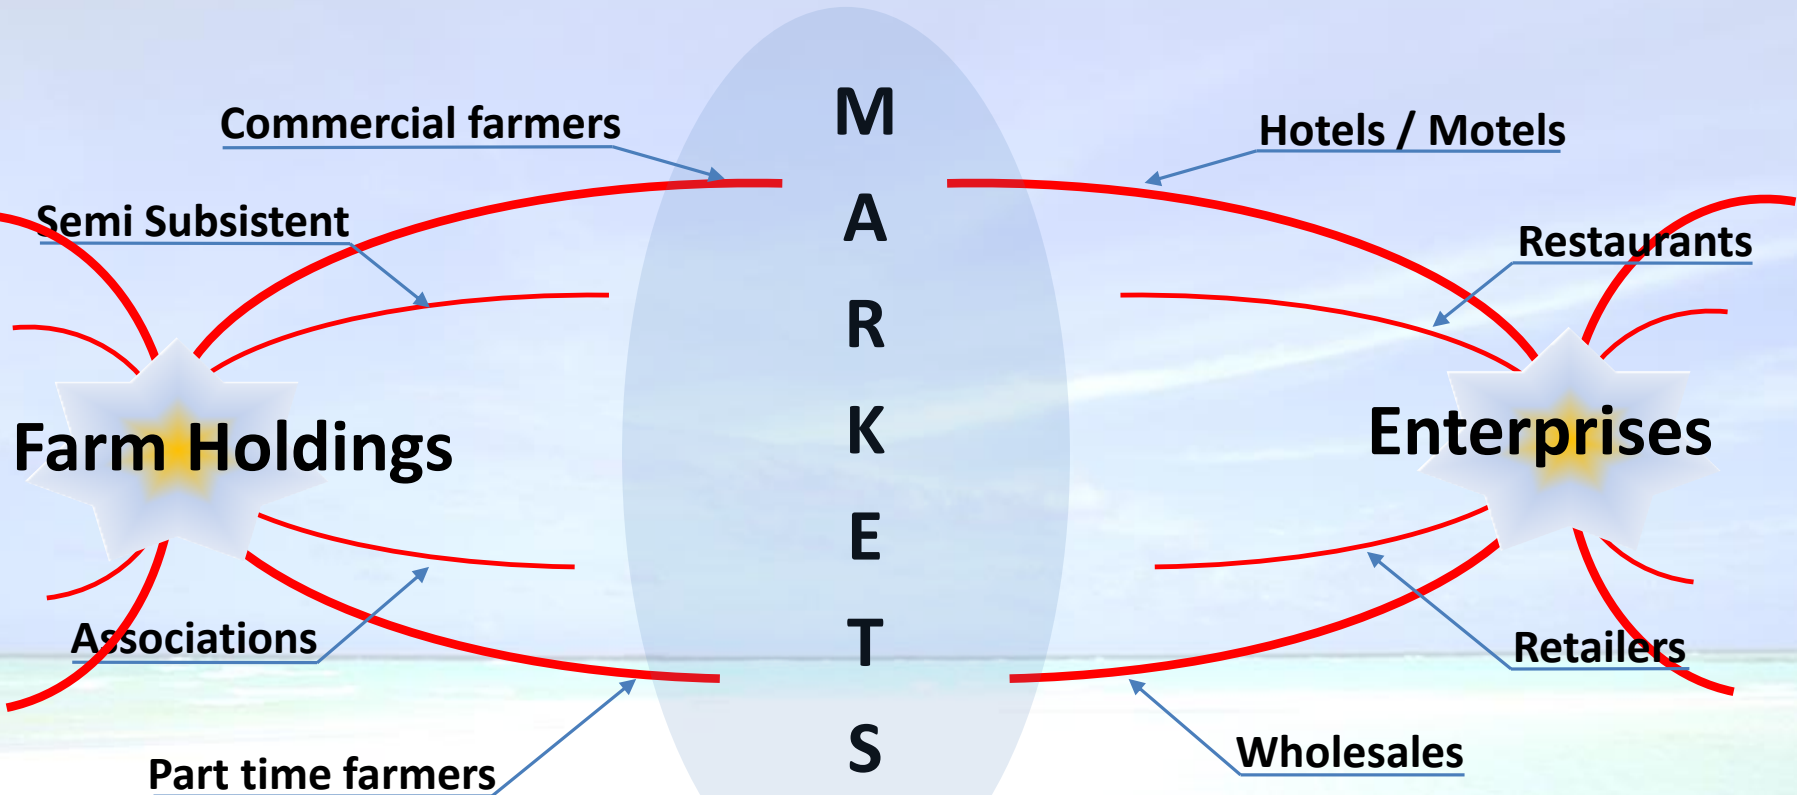 Commercial farmers
Semi Subsistent
Farm Holdings
Associations
Part time farmers
M
A
R
K
E
T
S
Hotels / Motels
Restaurants
Enterprises
Retailers
Wholesales